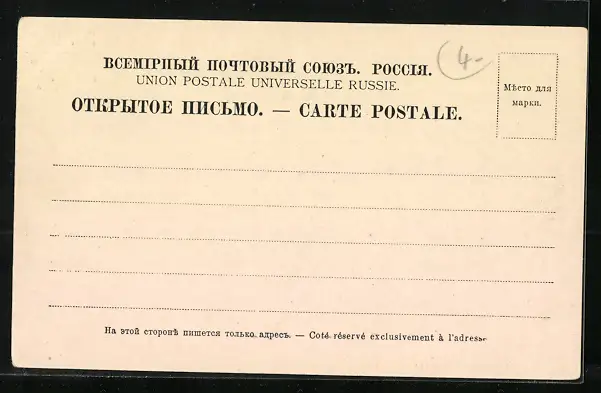 ВСЕМІРНЫЙ ПОЧТОВЫЙ СОЮЗЪ. РОССІЯ.
UNION POSTALE UNIVERSELLE RUSSIE.
ОТКРЫТОЕ ПИСЬМО. — CARTE POSTALE.
4-
Мѣсто для
марки.
На этой сторонѣ пишется только адресъ. — Coté réservé exclusivement à l'adresse